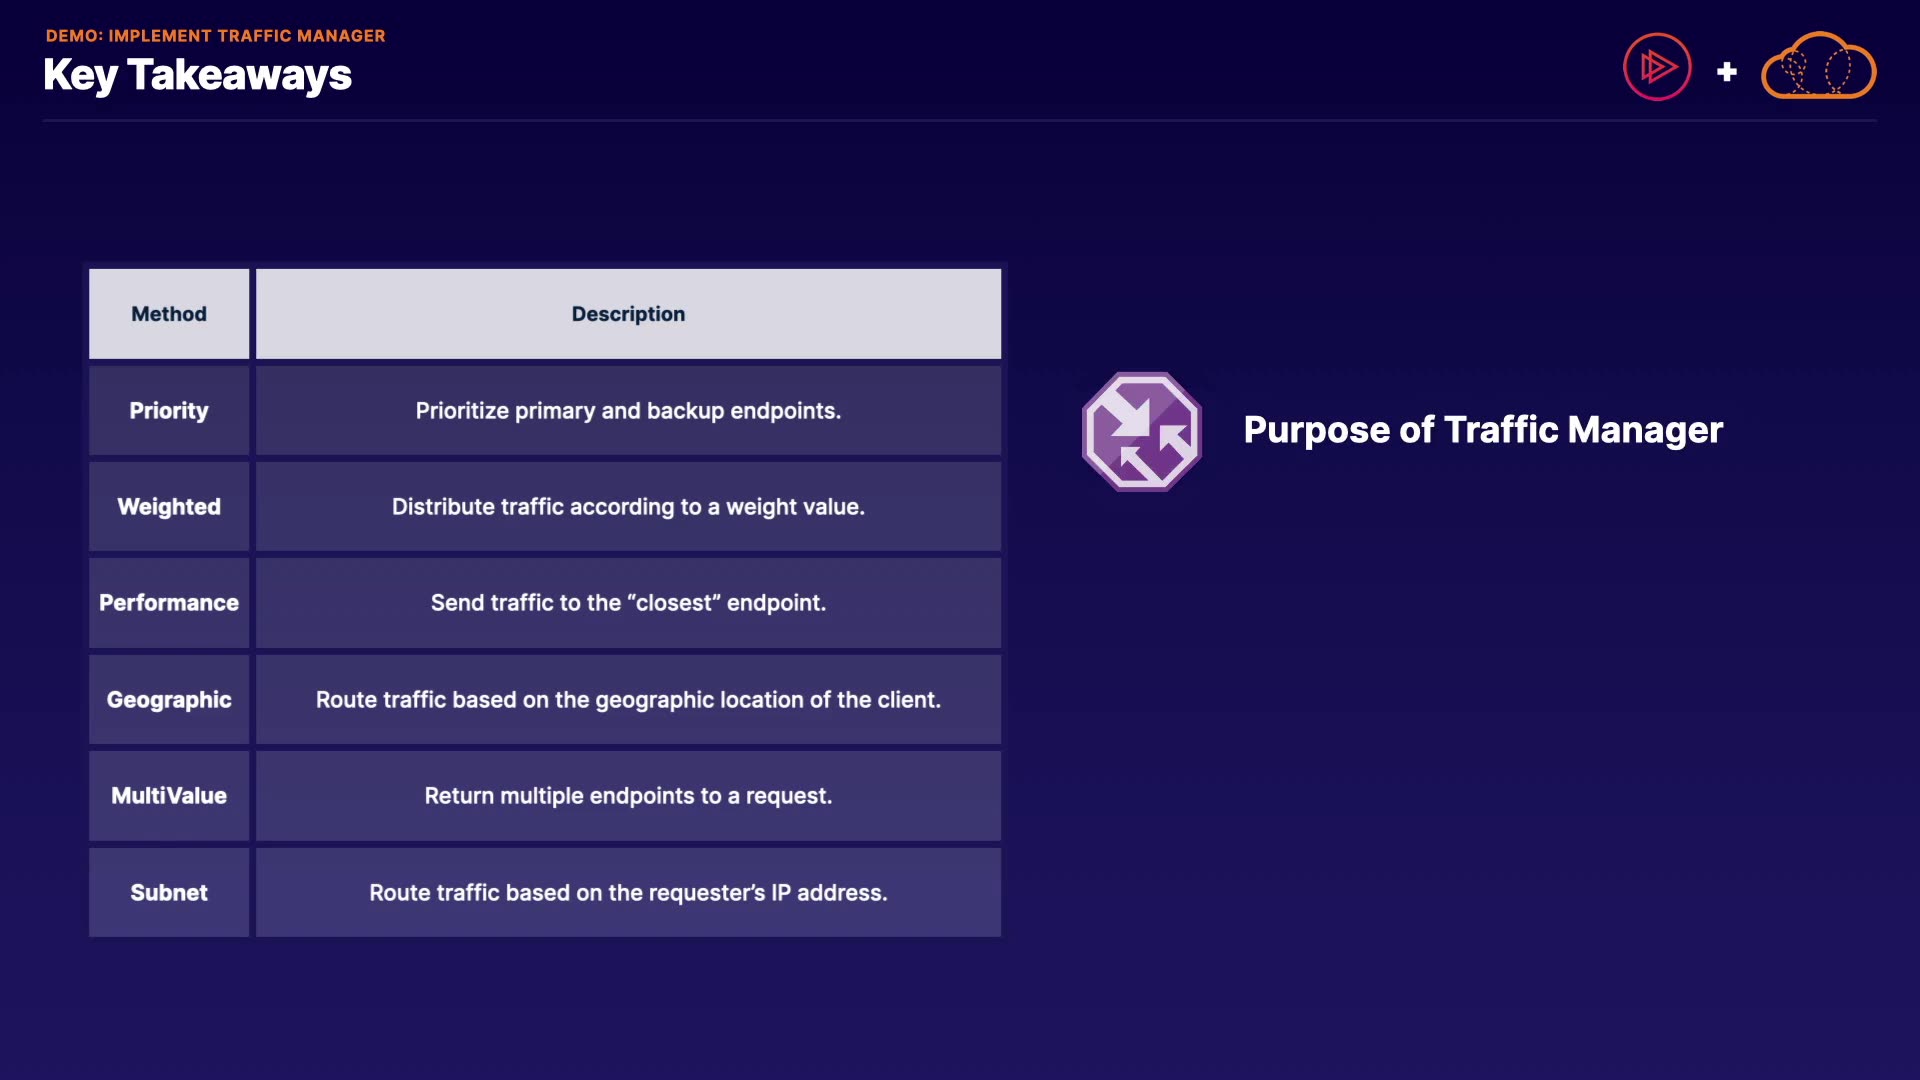 DEMO: IMPLEMENT TRAFFIC MANAGER
Key Takeaways
+
Method Description
Priority Prioritize primary and backup endpoints.
Weighted Distribute traffic according to a weight value.
Performance Send traffic to the “closest” endpoint.
Geographic Route traffic based on the geographic location of the client.
MultiValue Return multiple endpoints to a request.
Subnet Route traffic based on the requester’s IP address.
Purpose of Traffic Manager